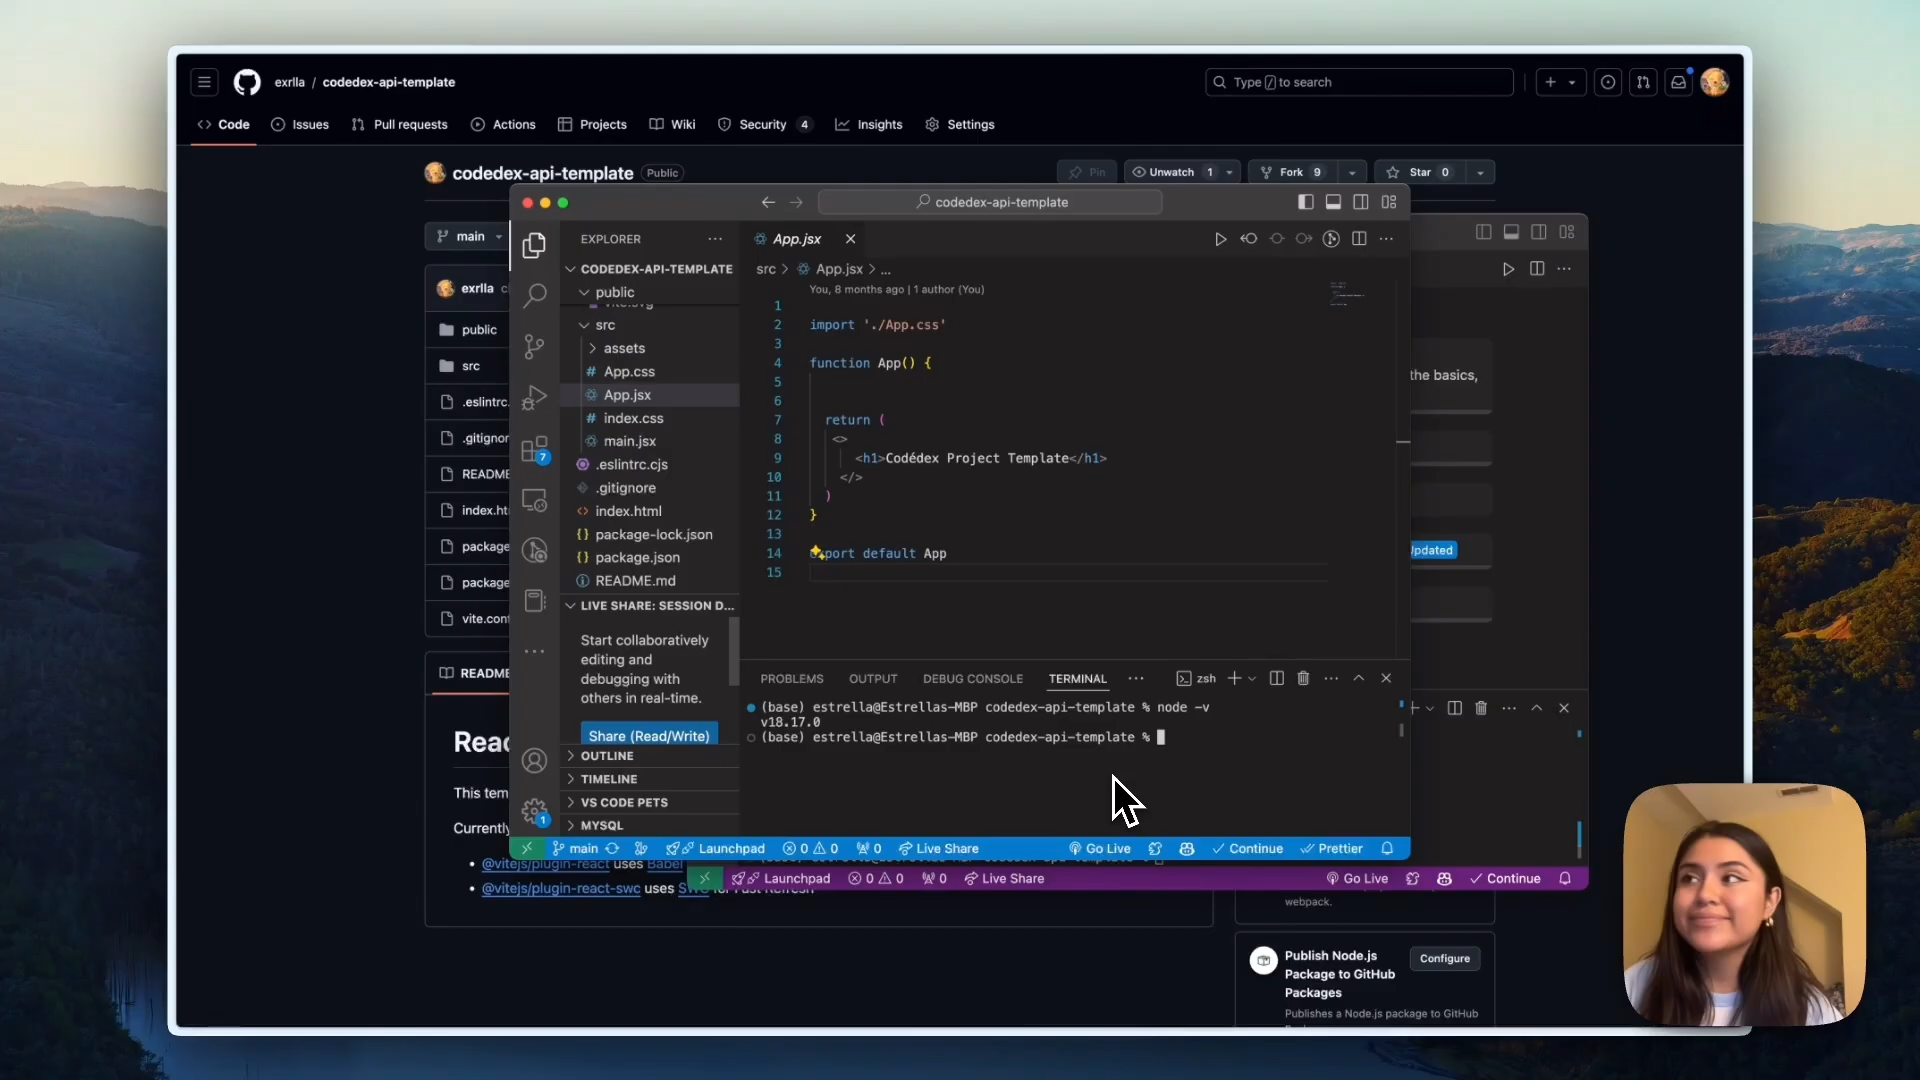 exrlla / codedex-api-template
Type / to search
Code
Issues
Pull requests
Actions
Projects
Wiki
Security 4
Insights
Settings
codedex-api-template Public
Pin
Unwatch 1
Fork 9
Star 0
main
exrlla
public
src
.eslintrc.
.gitignor
README
index.ht
package
package
vite.con
README
codedex-api-template
EXPLORER
CODEDEX-API-TEMPLATE
public
vite.svg
src
assets
# App.css
App.jsx
# index.css
main.jsx
.eslintrc.cjs
.gitignore
<> index.html
{} package-lock.json
{} package.json
README.md
LIVE SHARE: SESSION D...
Start collaboratively
editing and
debugging with
others in real-time.
Share (Read/Write)
OUTLINE
TIMELINE
VS CODE PETS
MYSQL
7
1
App.jsx
src > App.jsx > ...
You, 8 months ago | 1 author (You)
1
2 import './App.css'
3
4 function App() {
5
6
7 return (
8 <>
9 <h1>Codédex Project Template</h1>
10 </>
11 )
12 }
13
14 port default App
15
PROBLEMS
OUTPUT
DEBUG CONSOLE
TERMINAL
zsh
(base) estrella@Estrellas-MBP codedex-api-template % node -v
v18.17.0
(base) estrella@Estrellas-MBP codedex-api-template %
main
Launchpad
0 0
0
Live Share
Go Live
Continue
Prettier
the basics,
Updated
Launchpad
0 0
0
Live Share
Go Live
Continue
Reac
This tem
Currently
@vitejs/plugin-react uses Babel
@vitejs/plugin-react-swc uses SWC for Fast Refresh
webpack.
Publish Node.js
Package to GitHub
Packages
Configure
Publishes a Node.js package to GitHub